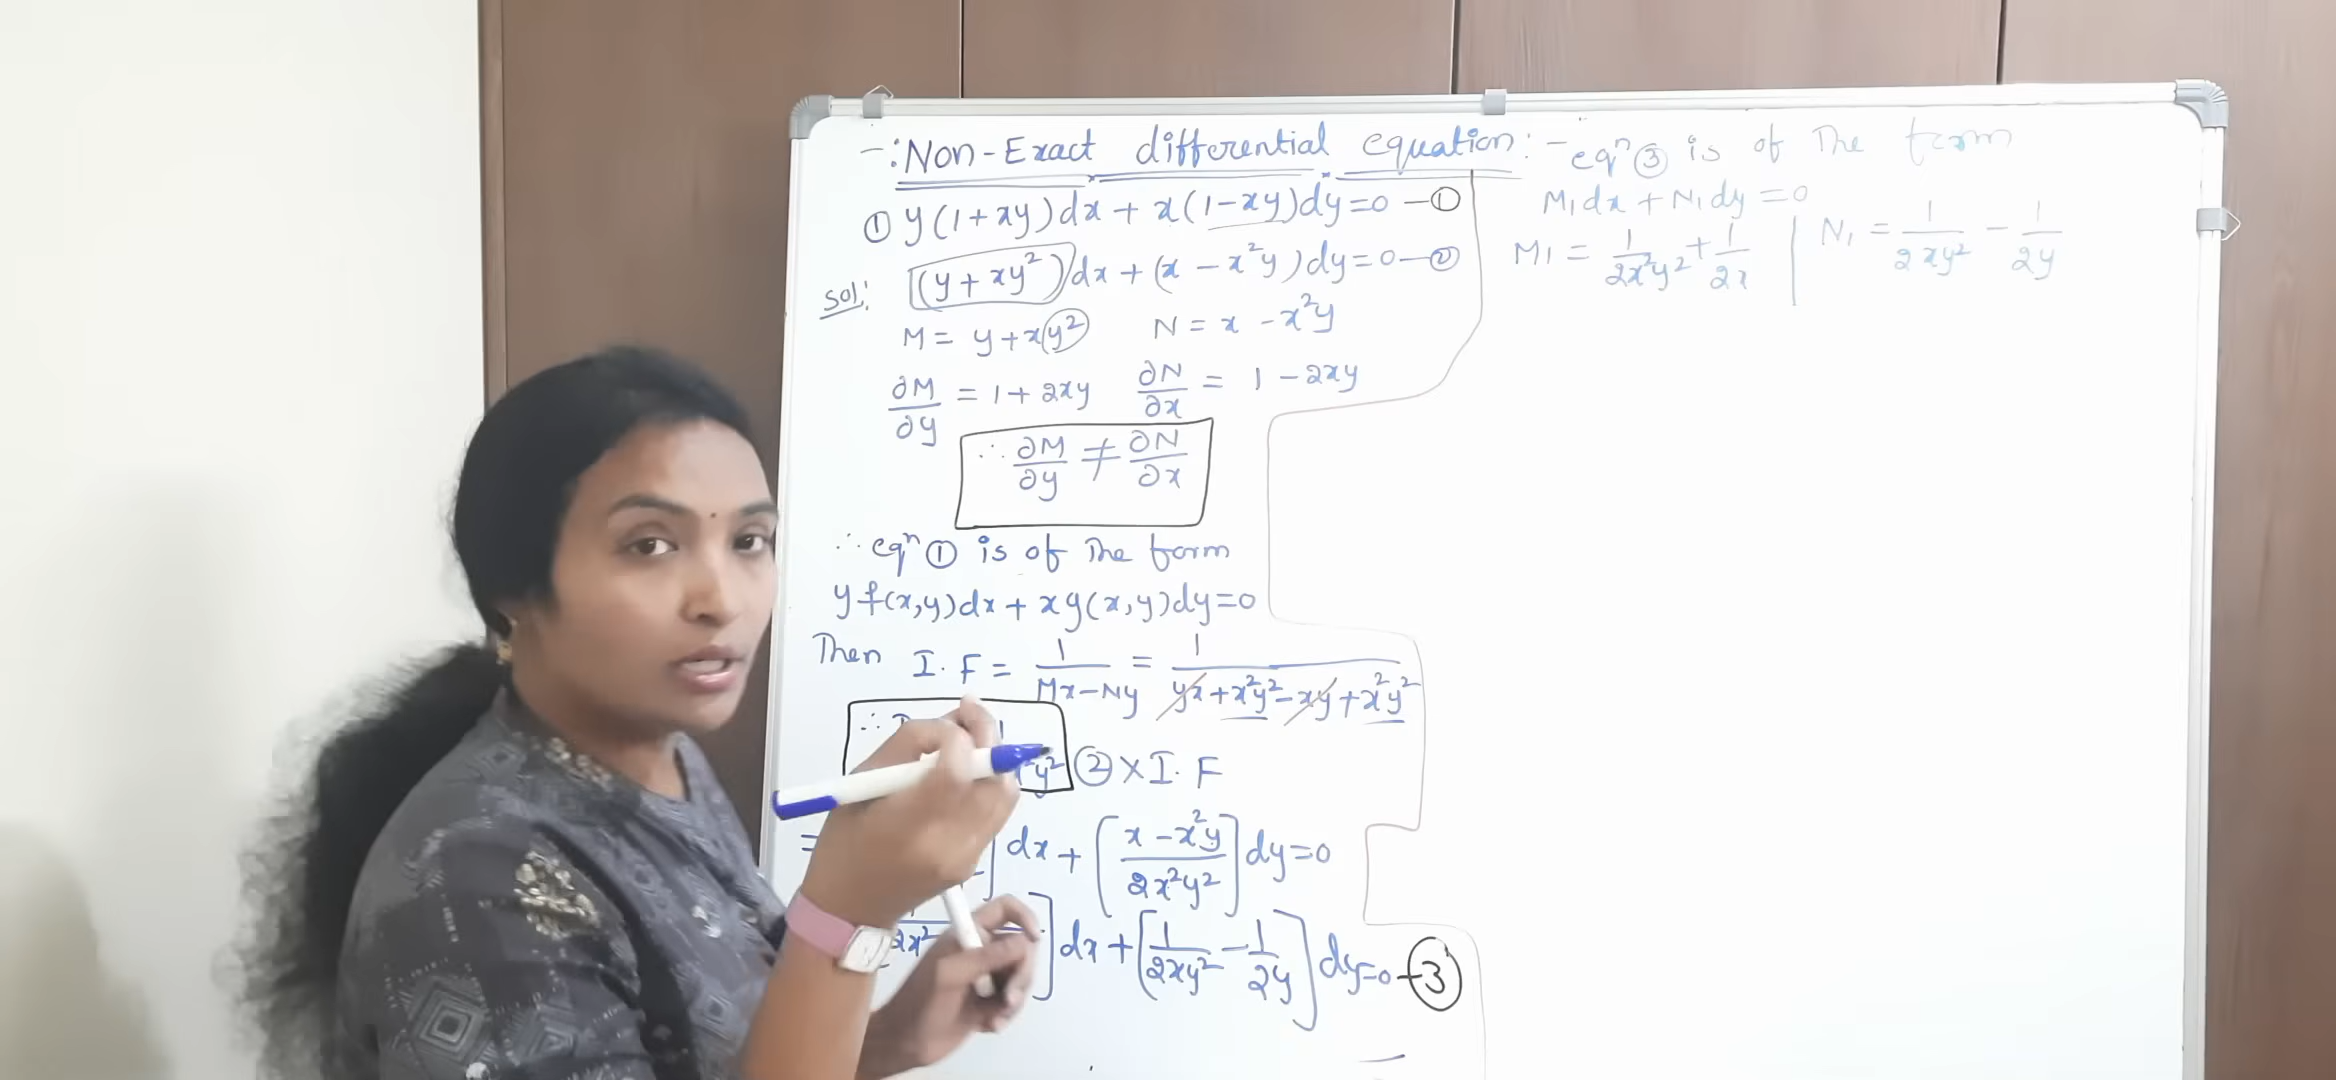 -: Non-Exact differential equation :-
① y(1+xy)dx + x(1-xy)dy=0 —①
Sol: (y + xy²)dx + (x - x²y)dy=0 —②
M = y+xy² N = x - x²y
∂M/∂y = 1+2xy ∂N/∂x = 1-2xy
∴ ∂M/∂y ≠ ∂N/∂x
∴ eqⁿ ① is of The form
y f(x,y)dx + x g(x,y)dy=0
Then I.F = 1/(Mx-Ny) = 1/(yx+x²y²-xy+x²y²)
∴ y² ② X I.F
= ] dx + [(x-x²y)/(2x²y²)] dy=0
2x² ] dx + [1/(2xy²) - 1/(2y)] dy=0 —③
eqⁿ ③ is of The form
M₁dx + N₁dy =0
M1 = 1/(2x²y²) + 1/(2x) | N₁ = 1/(2xy²) - 1/(2y)